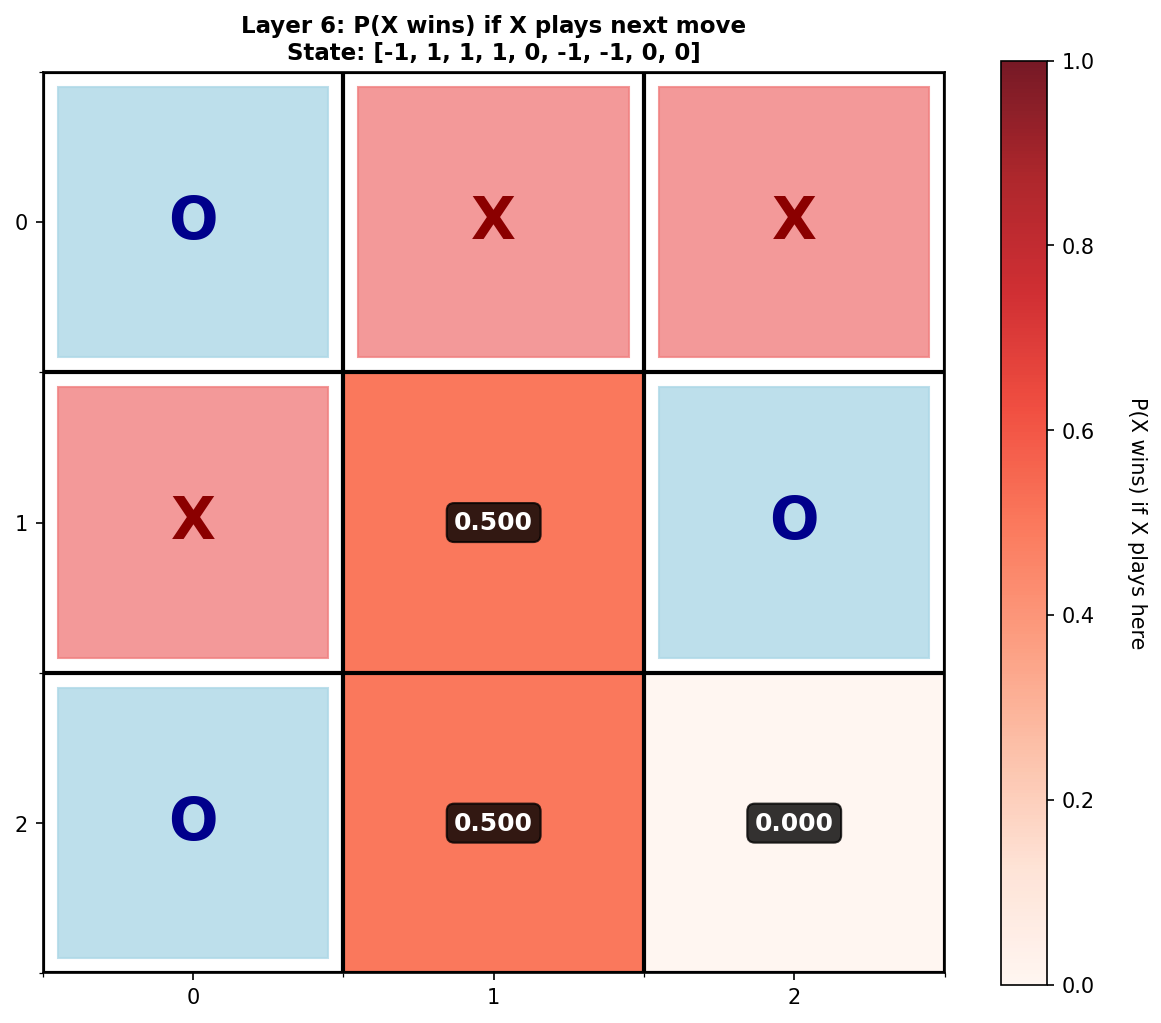 Layer 6: P(X wins) if X plays next move
State: [-1, 1, 1, 1, 0, -1, -1, 0, 0]
O X X
X 0.500 O
O 0.500 0.000
0
1
2
0 1 2
1.0
0.8
0.6
0.4
0.2
0.0
P(X wins) if X plays here